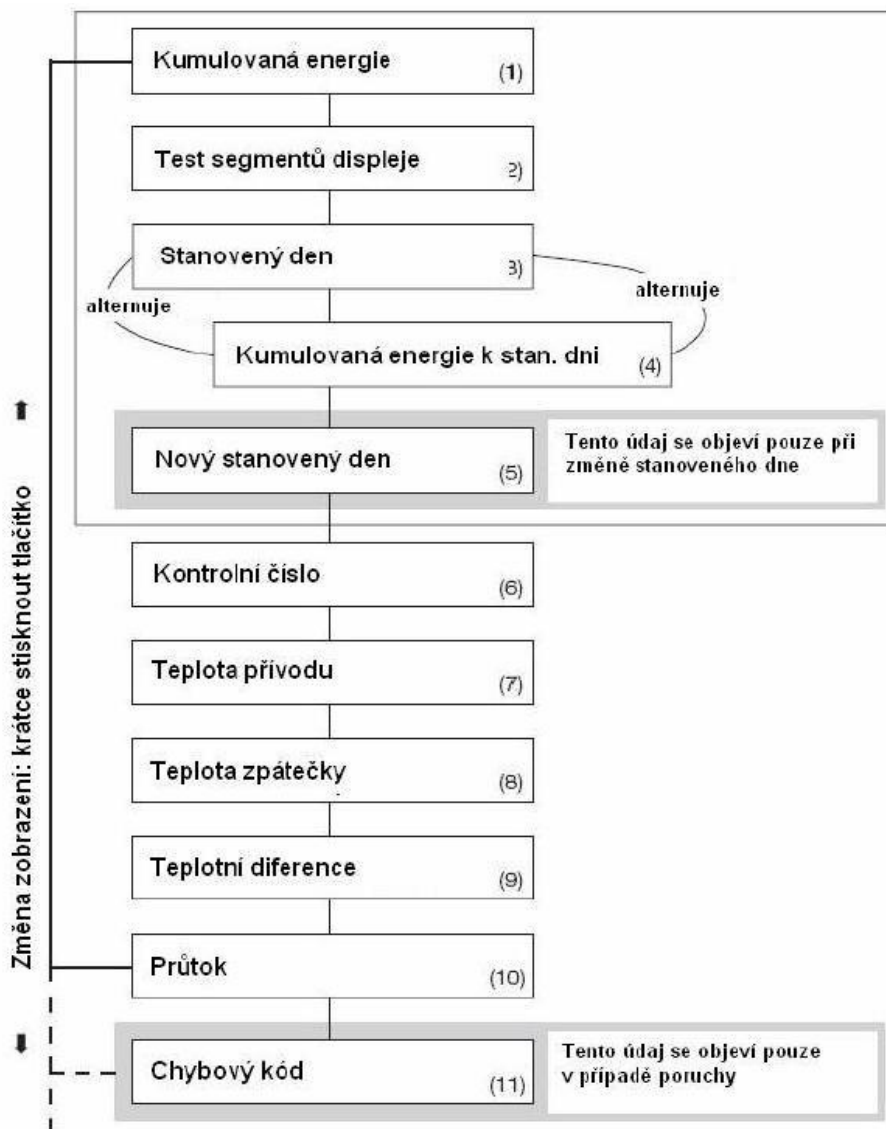 Kumulovaná energie (1)
Test segmentů displeje 2)
Stanovený den 3)
alternuje
alternuje
Kumulovaná energie k stan. dni (4)
Nový stanovený den (5)
Tento údaj se objeví pouze při
změně stanoveného dne
Kontrolní číslo (6)
Teplota přívodu (7)
Teplota zpátečky (8)
Teplotní diference (9)
Průtok (10)
Chybový kód (11)
Tento údaj se objeví pouze
v případě poruchy
Změna zobrazení: krátce stisknout tlačítko